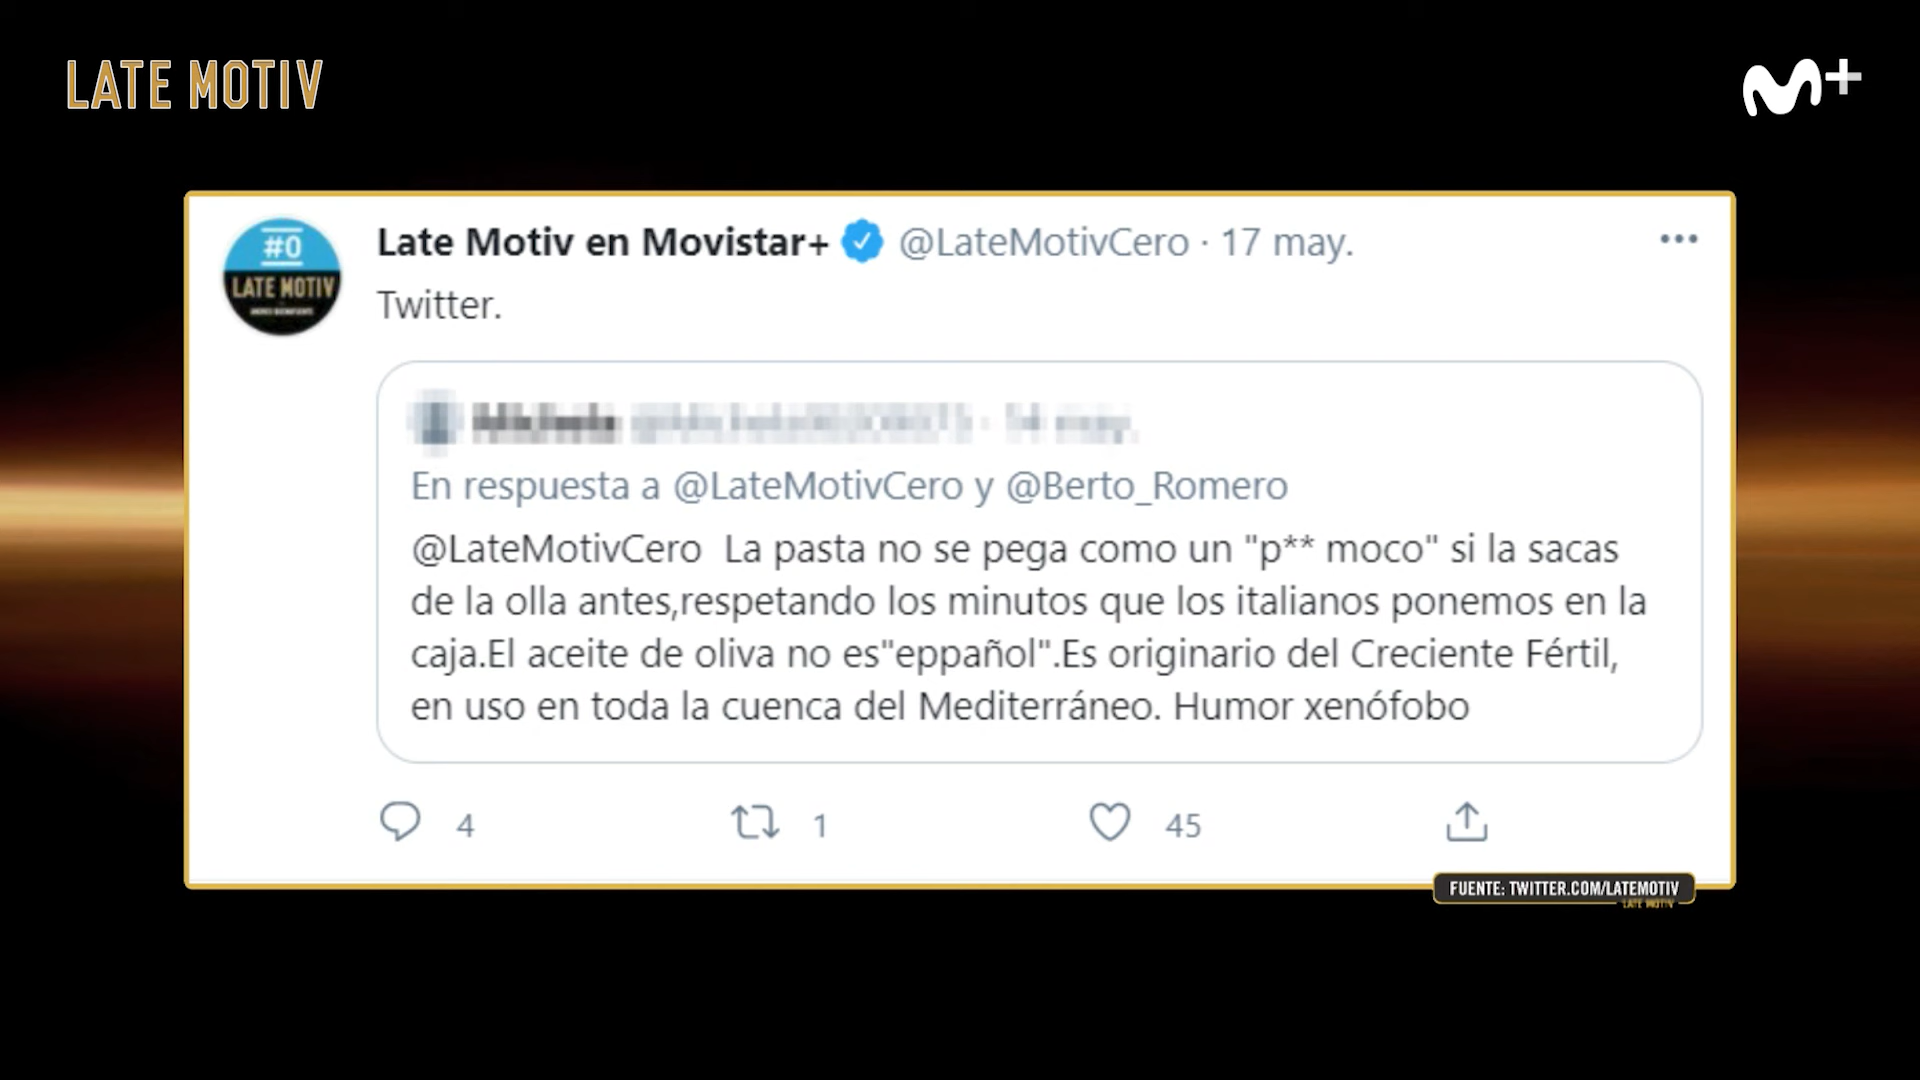 LATE MOTIV
M+
#0
LATE MOTIV
Late Motiv en Movistar+ @LateMotivCero · 17 may.
Twitter.
En respuesta a @LateMotivCero y @Berto_Romero
@LateMotivCero La pasta no se pega como un "p** moco" si la sacas
de la olla antes,respetando los minutos que los italianos ponemos en la
caja.El aceite de oliva no es"eppañol".Es originario del Creciente Fértil,
en uso en toda la cuenca del Mediterráneo. Humor xenófobo
4 1 45
FUENTE: TWITTER.COM/LATEMOTIV
LATE MOTIV